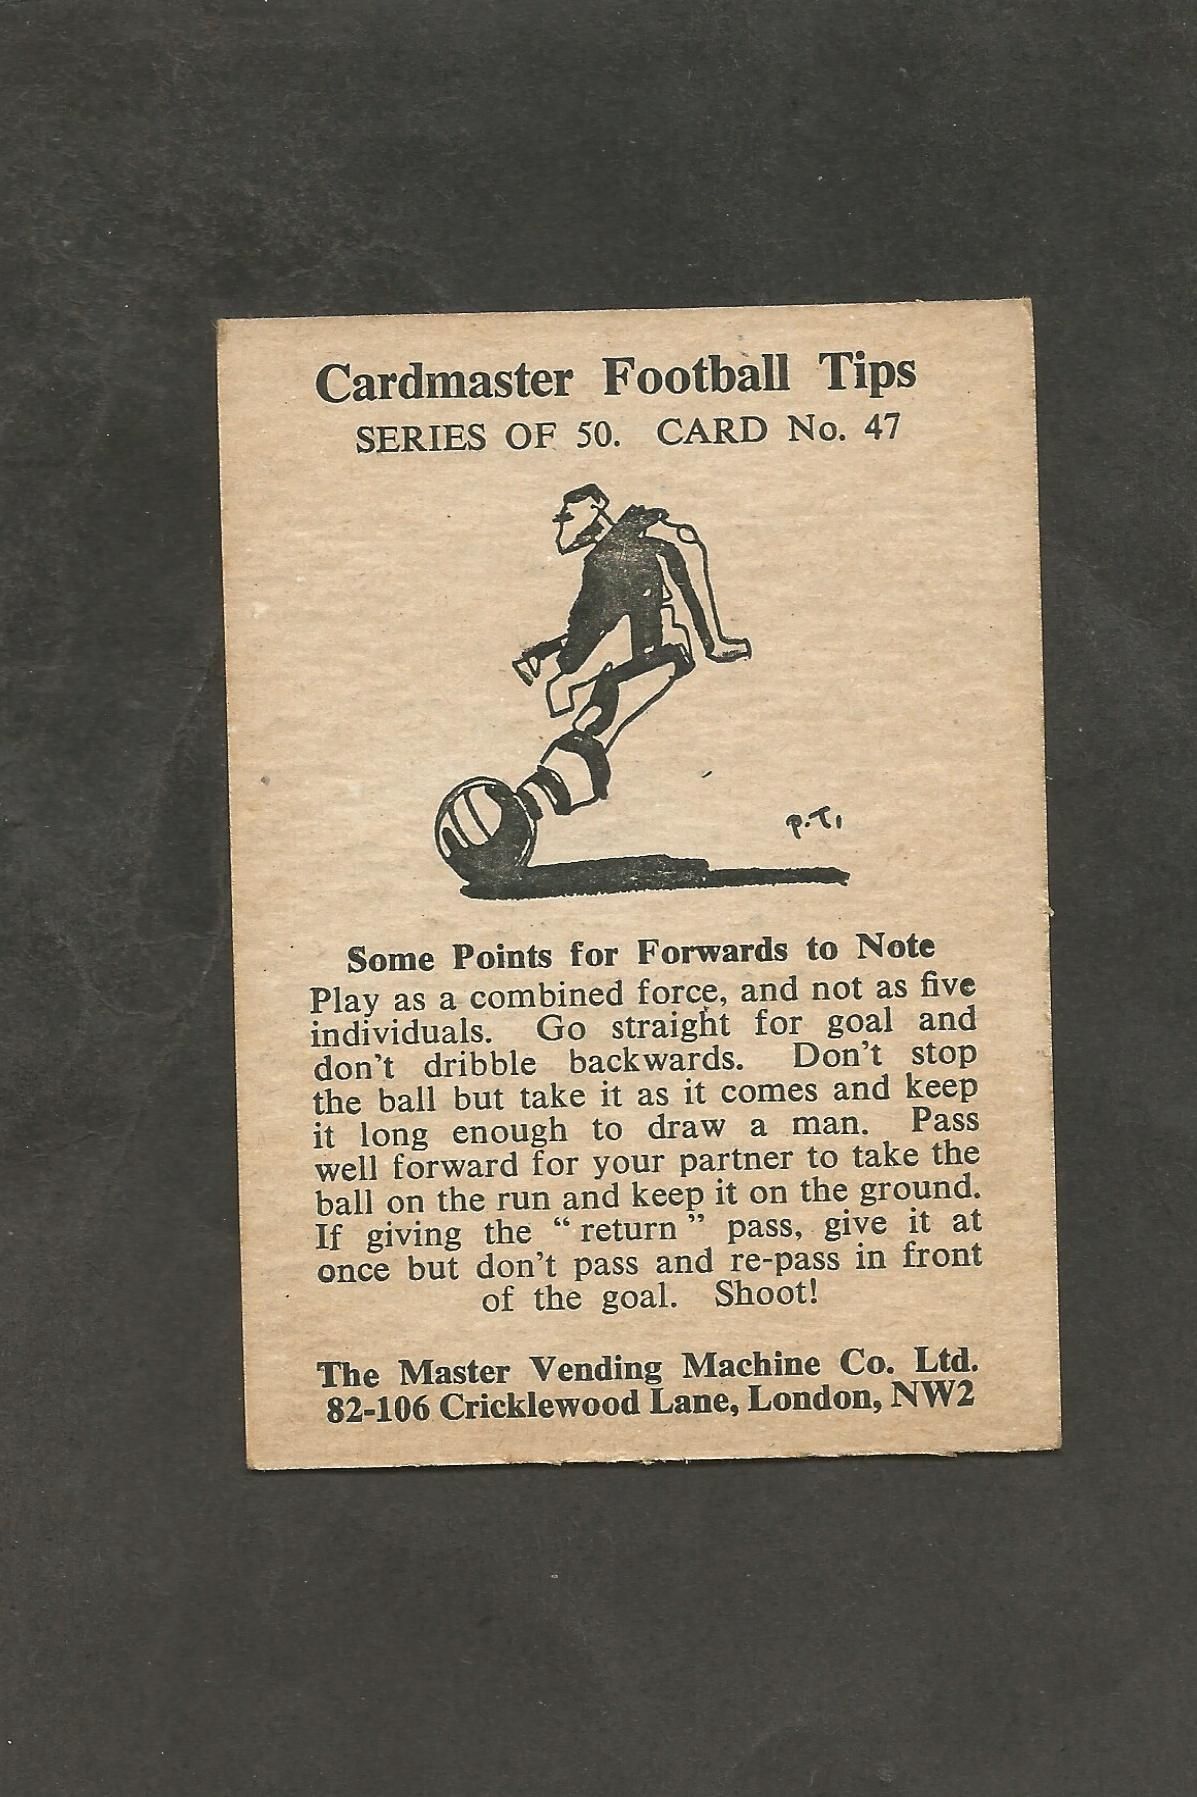 Cardmaster Football Tips
SERIES OF 50. CARD No. 47
P.T.
Some Points for Forwards to Note
Play as a combined force, and not as five
individuals. Go straight for goal and
don't dribble backwards. Don't stop
the ball but take it as it comes and keep
it long enough to draw a man. Pass
well forward for your partner to take the
ball on the run and keep it on the ground.
If giving the “return” pass, give it at
once but don't pass and re-pass in front
of the goal. Shoot!
The Master Vending Machine Co. Ltd.
82-106 Cricklewood Lane, London, NW2